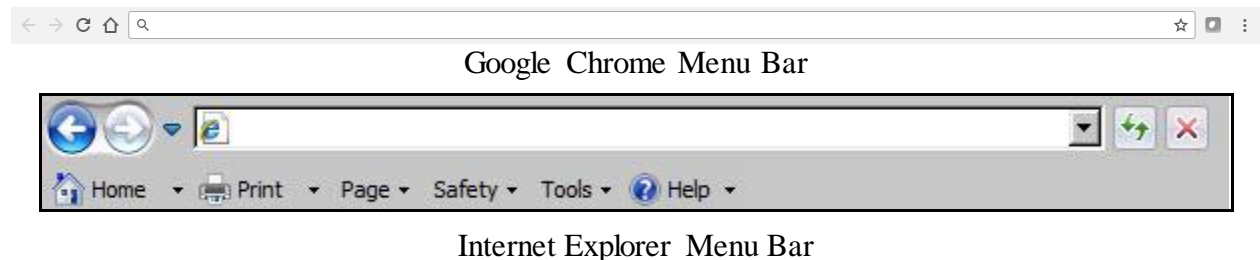 Google Chrome Menu Bar
Home Print Page Safety Tools Help
Internet Explorer Menu Bar